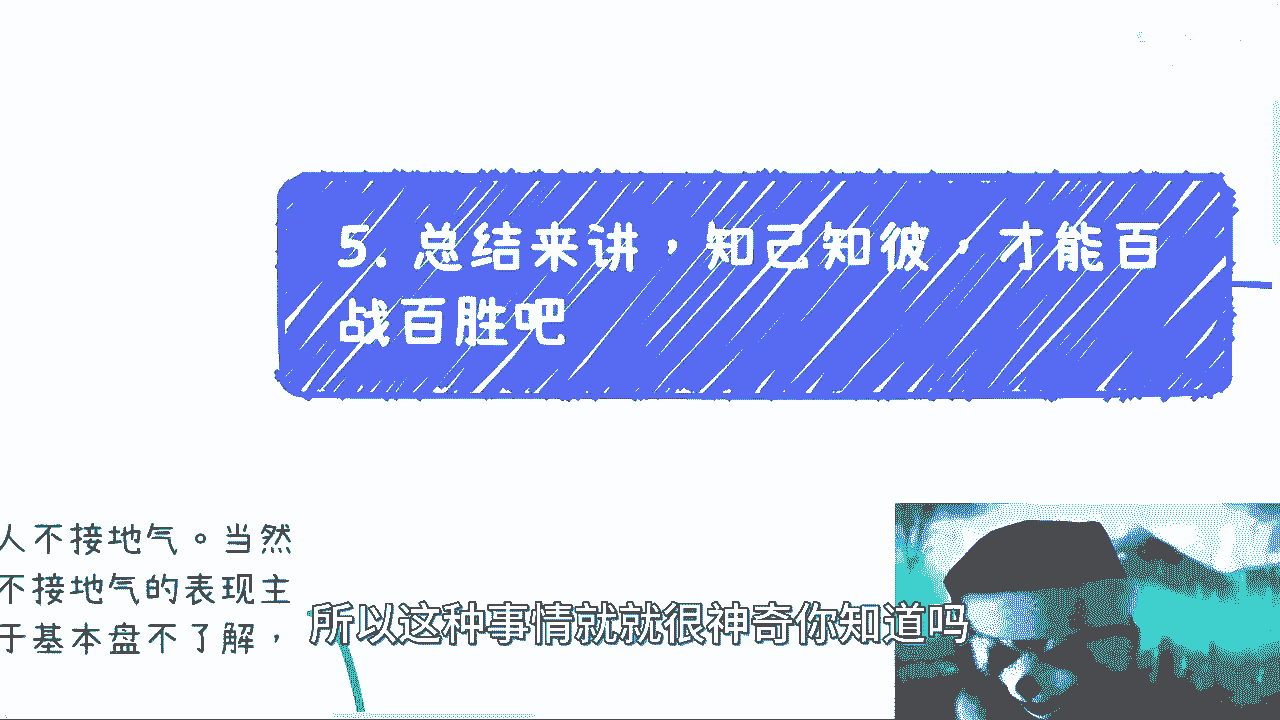 5. 总结来讲，知己知彼，才能百
战百胜吧
人不接地气。当然
不接地气的表现主
于基本盘不了解，
所以这种事情就就很神奇你知道吗